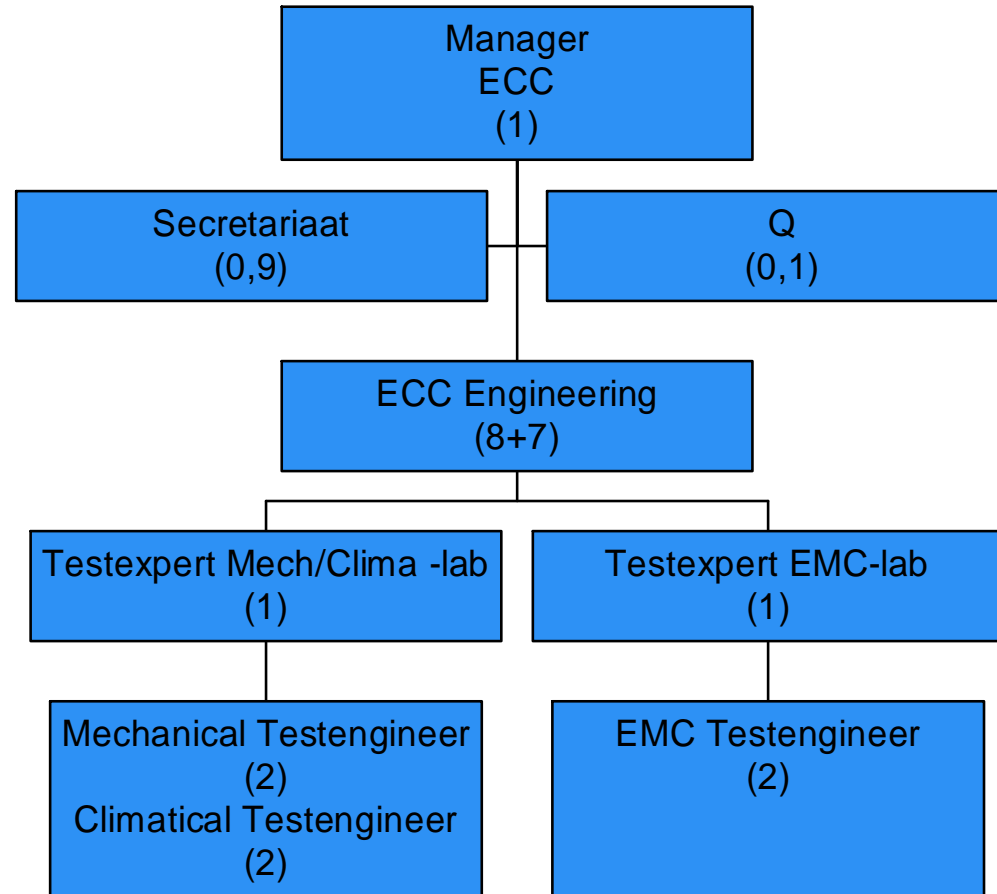 Manager
ECC
(1)
Secretariaat
(0,9)
Q
(0,1)
ECC Engineering
(8+7)
Testexpert Mech/Clima -lab
(1)
Testexpert EMC-lab
(1)
Mechanical Testengineer
(2)
Climatical Testengineer
(2)
EMC Testengineer
(2)